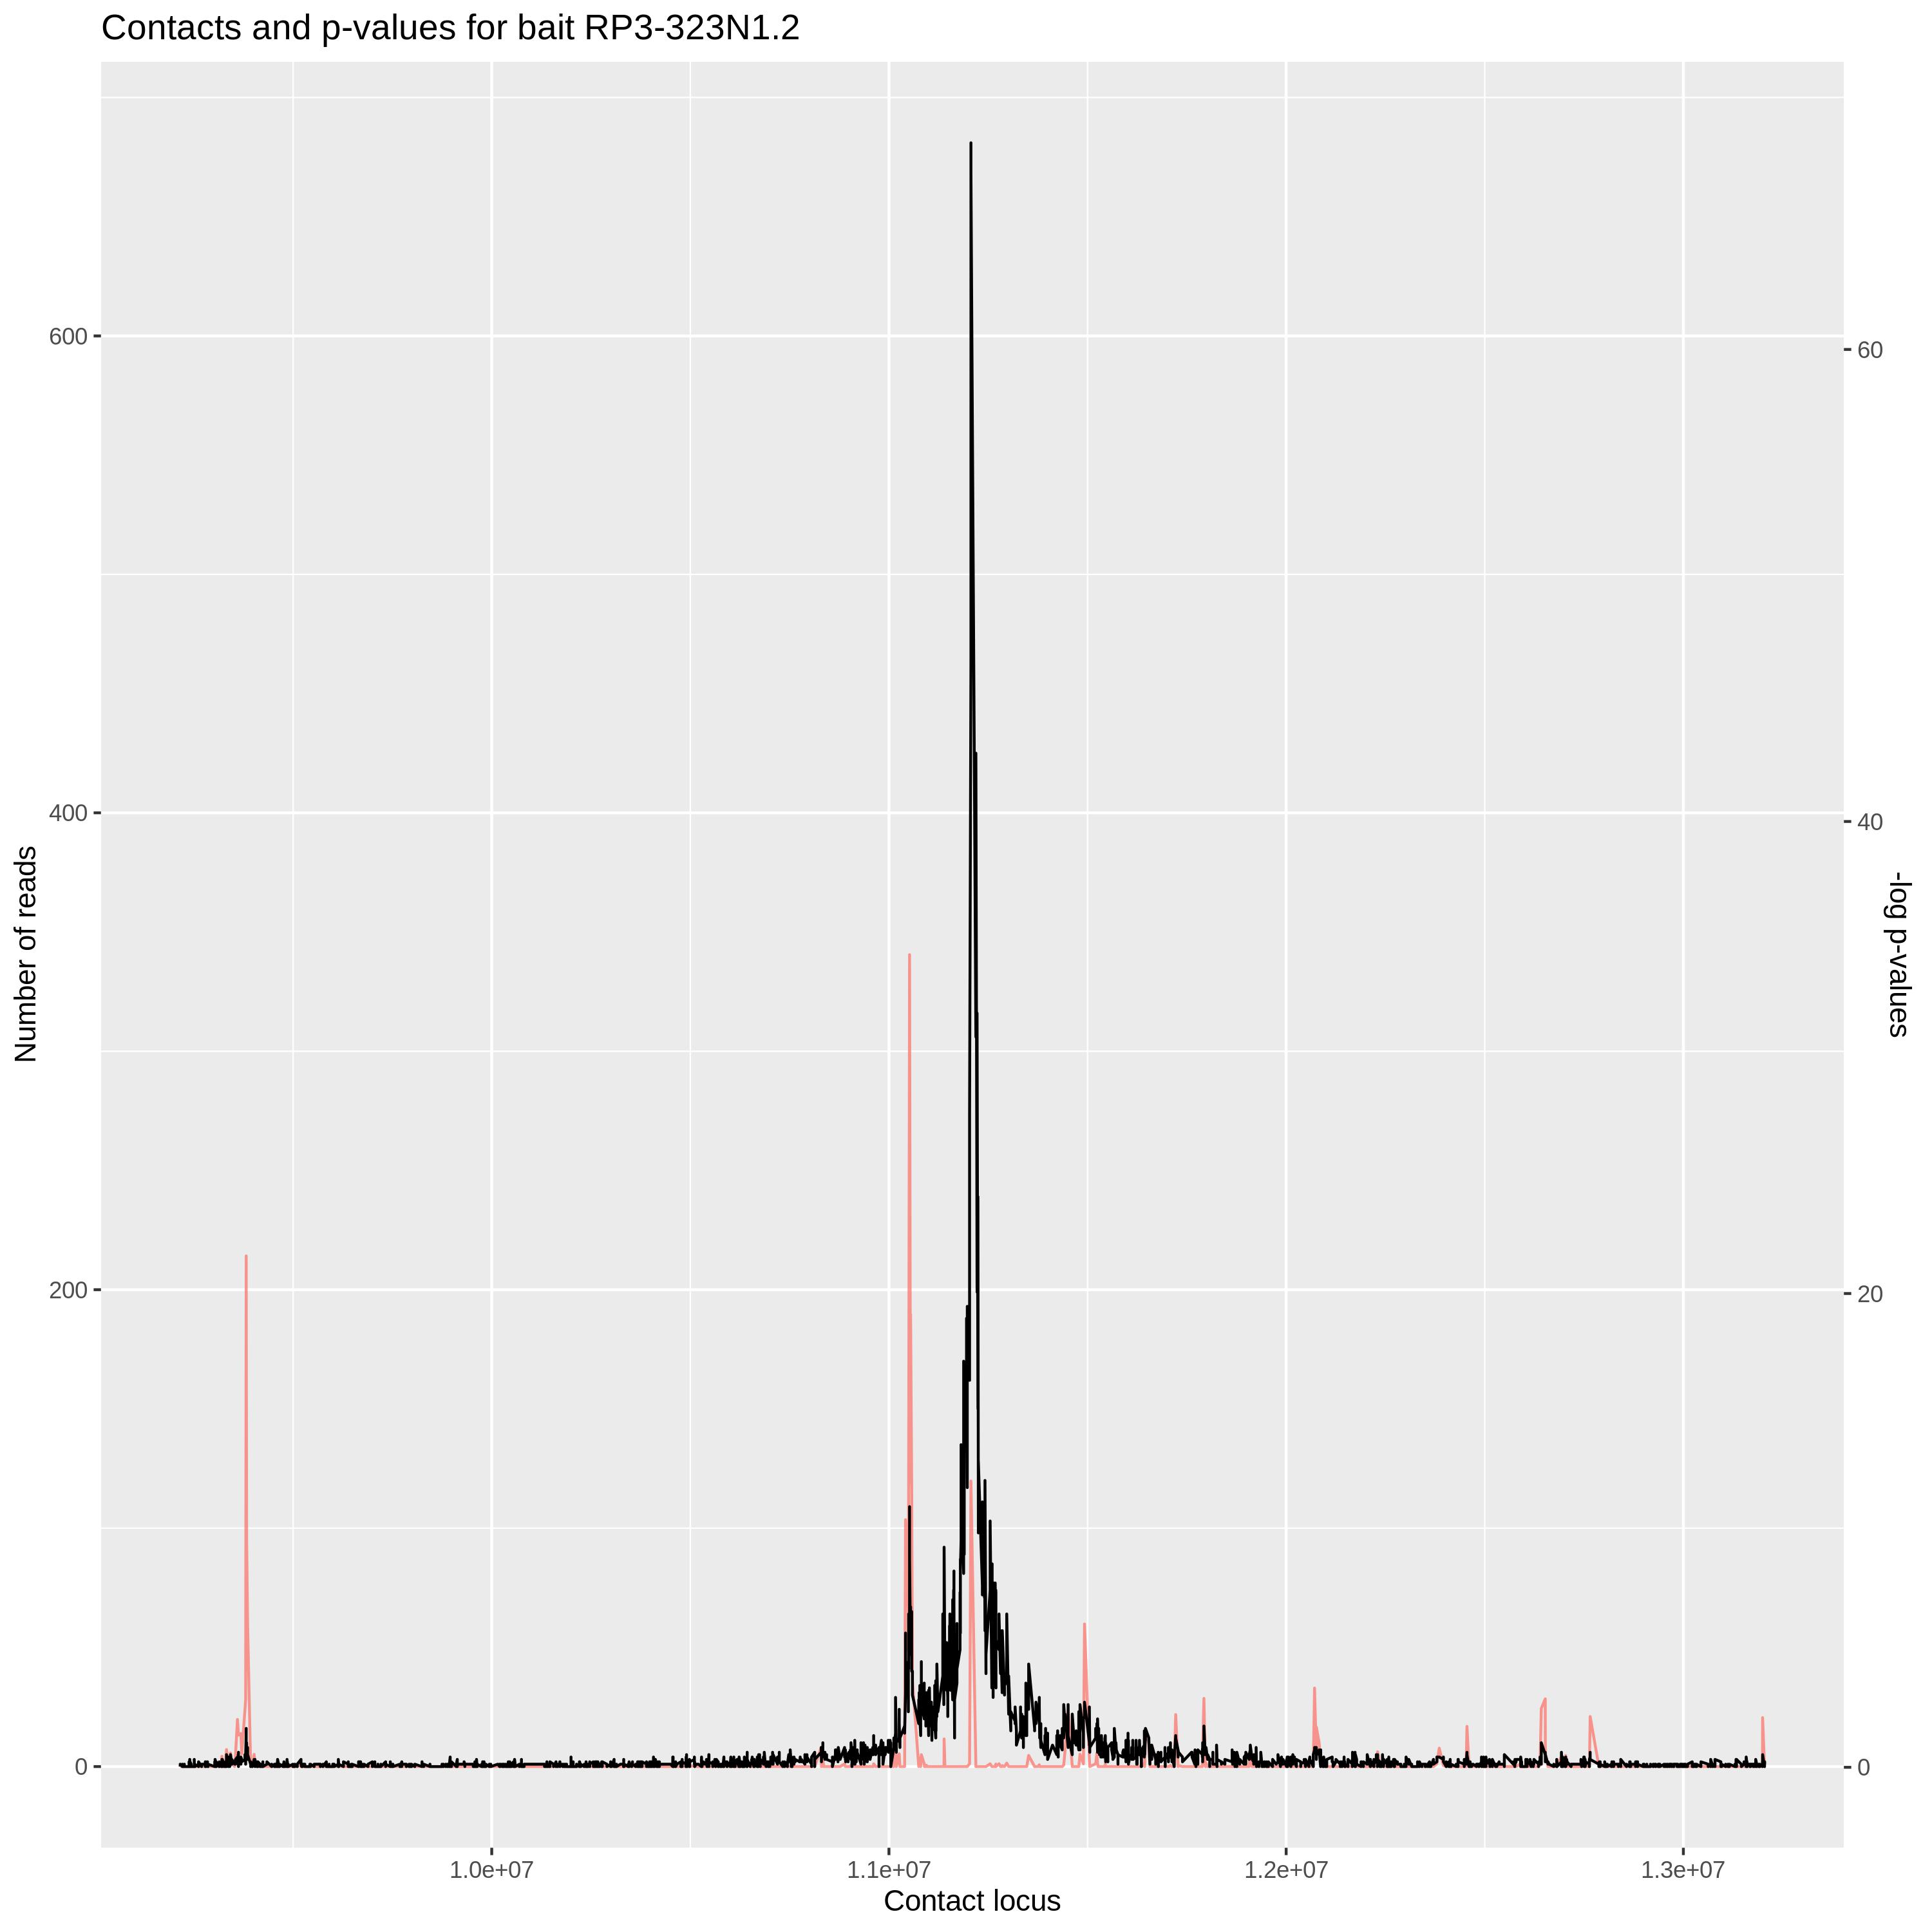 Contacts and p-values for bait RP3-323N1.2
600
400
200
0
Number of reads
60
40
20
0
-log p-values
1.0e+07
1.1e+07
1.2e+07
1.3e+07
Contact locus